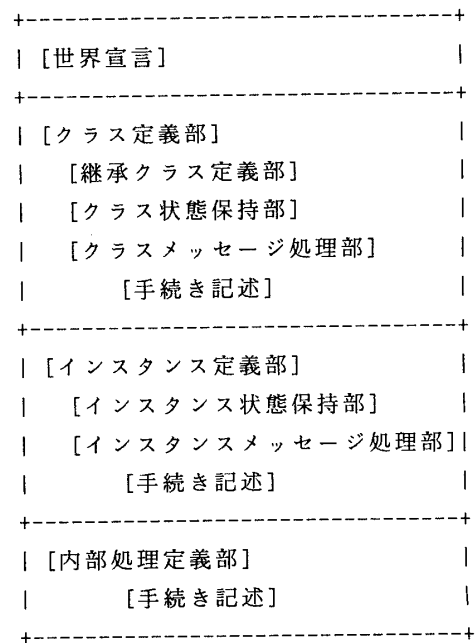 +--------------------------------+
| [世界宣言] |
+--------------------------------+
| [クラス定義部] |
| [継承クラス定義部] |
| [クラス状態保持部] |
| [クラスメッセージ処理部] |
| [手続き記述] |
+--------------------------------+
| [インスタンス定義部] |
| [インスタンス状態保持部] |
| [インスタンスメッセージ処理部]|
| [手続き記述] |
+--------------------------------+
| [内部処理定義部] |
| [手続き記述] |
+--------------------------------+